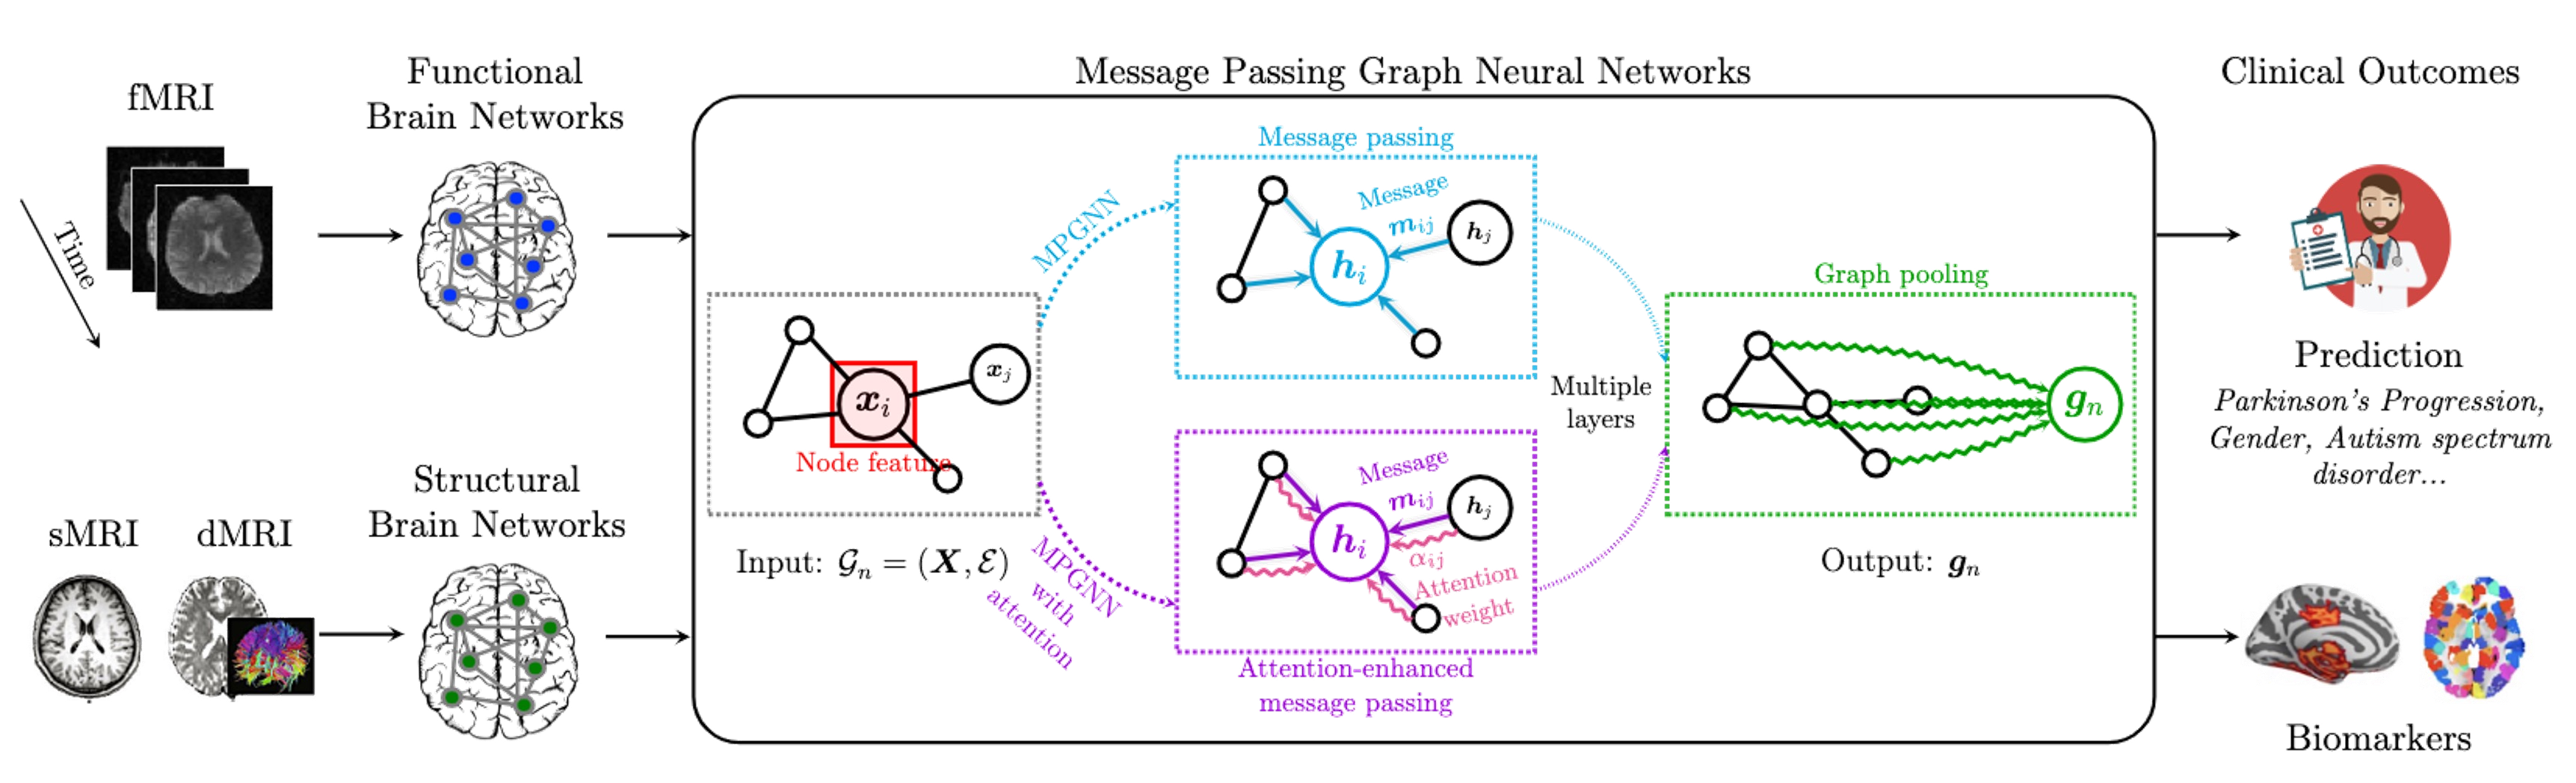 fMRI
Time
Functional
Brain Networks
sMRI
dMRI
Structural
Brain Networks
Message Passing Graph Neural Networks
x_i
x_j
Node feature
Input: 𝒢_n = (X, ℰ)
MPGNN
MPGNN
with
attention
Message passing
Message
m_ij
h_j
h_i
Message
m_ij
h_j
h_i
α_ij
Attention
weight
Attention-enhanced
message passing
Multiple
layers
Graph pooling
g_n
Output: g_n
Clinical Outcomes
Prediction
Parkinson's Progression,
Gender, Autism spectrum
disorder...
Biomarkers